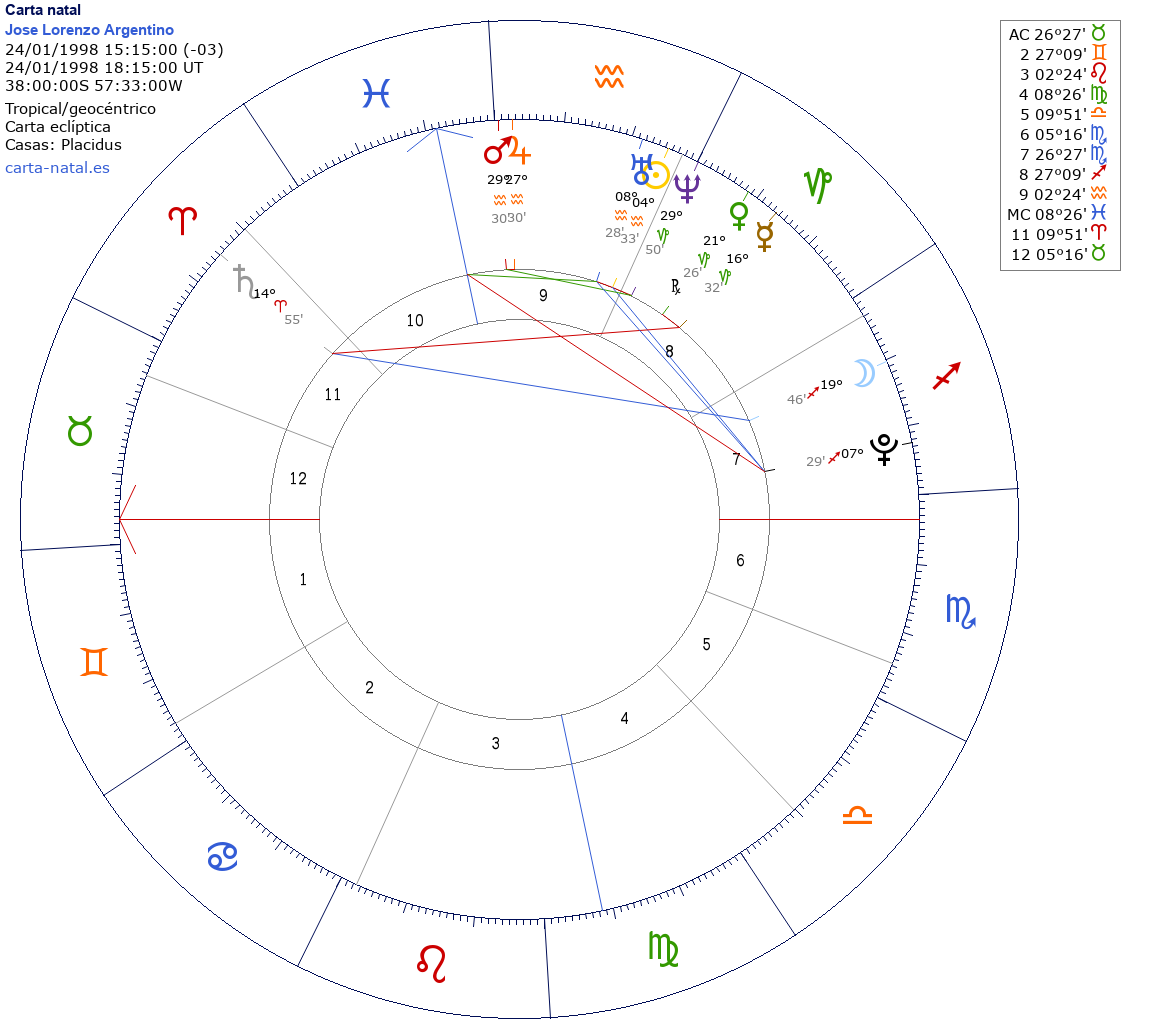 Carta natal
Jose Lorenzo Argentino
24/01/1998 15:15:00 (-03)
24/01/1998 18:15:00 UT
38:00:00S 57:33:00W
Tropical/geocéntrico
Carta eclíptica
Casas: Placidus
carta-natal.es
AC 26°27' ♉
2 27°09' ♊
3 02°24' ♌
4 08°26' ♍
5 09°51' ♎
6 05°16' ♏
7 26°27' ♏
8 27°09' ♐
9 02°24' ♒
MC 08°26' ♓
11 09°51' ♈
12 05°16' ♉
♓
♒
♑
♈
♐
♉
♏
♊
♎
♋
♍
♌
♂ 29° ♒ 30'
♃ 27° ♒ 30'
♅ 08° ♒ 28'
☉ 04° ♒ 33'
♆ 29° ♑ 50'
♀ 21° ♑ 26' ℞
☿ 16° ♑ 32'
♄ 14° ♈ 55'
☽ 19° ♐ 46'
♇ 07° ♐ 29'
9
10
8
11
7
12
6
1
5
2
4
3